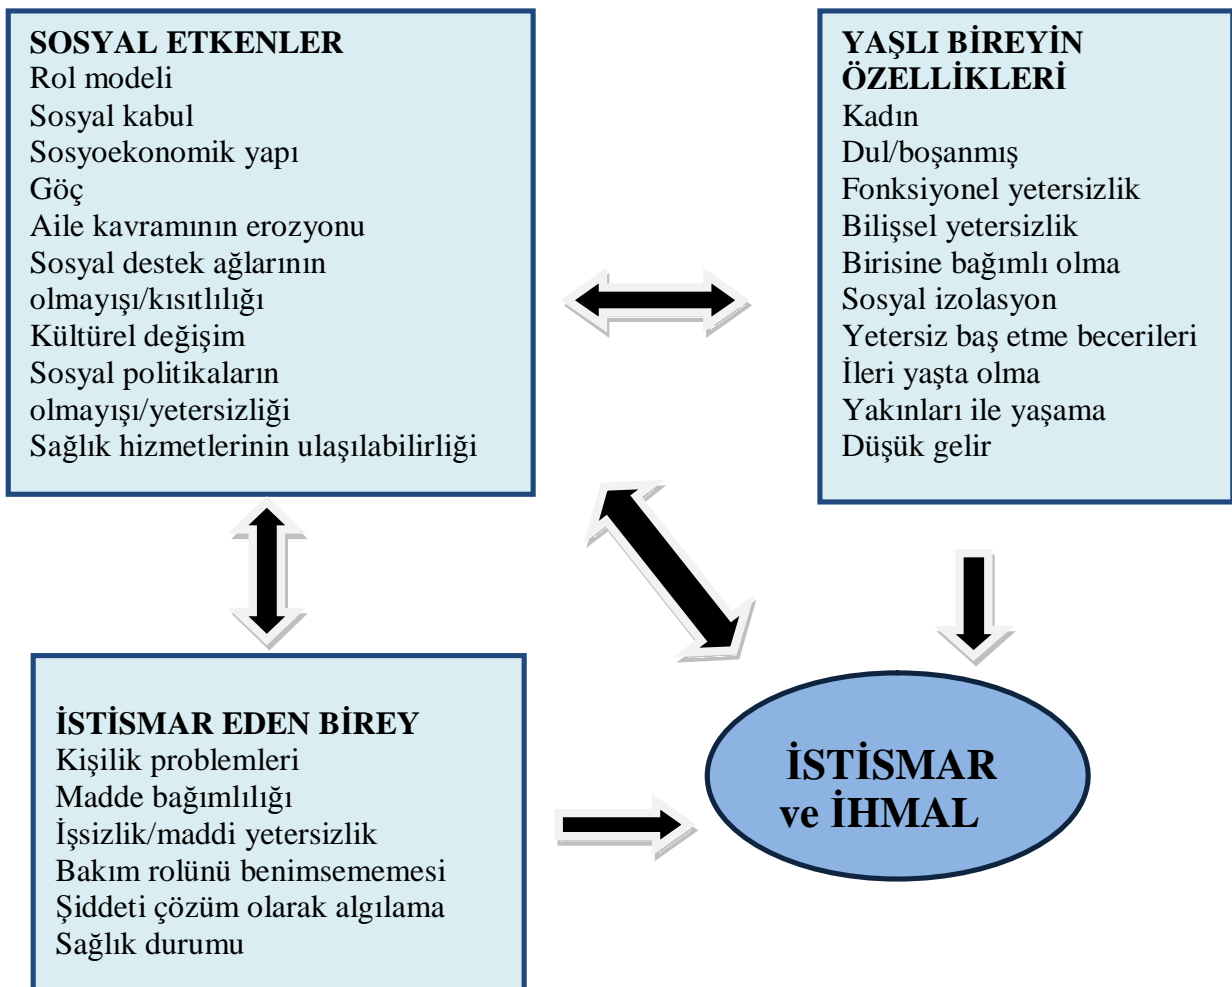 SOSYAL ETKENLER
Rol modeli
Sosyal kabul
Sosyoekonomik yapı
Göç
Aile kavramının erozyonu
Sosyal destek ağlarının
olmayışı/kısıtlılığı
Kültürel değişim
Sosyal politikaların
olmayışı/yetersizliği
Sağlık hizmetlerinin ulaşılabilirliği
YAŞLI BİREYİN
ÖZELLİKLERİ
Kadın
Dul/boşanmış
Fonksiyonel yetersizlik
Bilişsel yetersizlik
Birisine bağımlı olma
Sosyal izolasyon
Yetersiz baş etme becerileri
İleri yaşta olma
Yakınları ile yaşama
Düşük gelir
İSTİSMAR EDEN BİREY
Kişilik problemleri
Madde bağımlılığı
İşsizlik/maddi yetersizlik
Bakım rolünü benimsememesi
Şiddeti çözüm olarak algılama
Sağlık durumu
İSTİSMAR
ve İHMAL